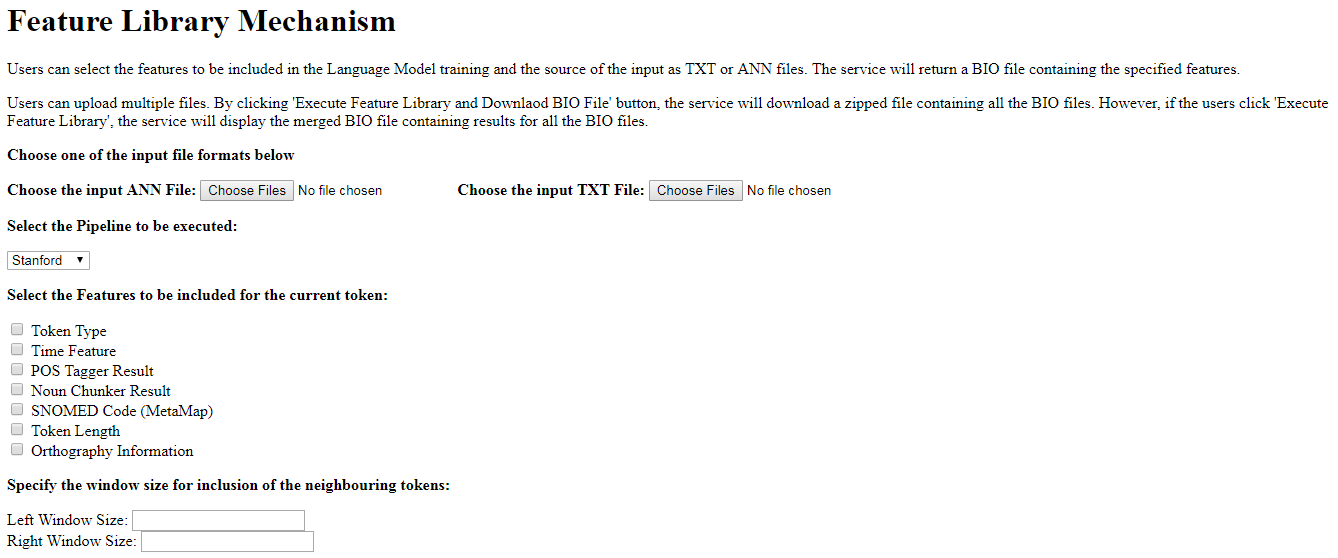 Feature Library Mechanism
Users can select the features to be included in the Language Model training and the source of the input as TXT or ANN files. The service will return a BIO file containing the specified features.
Users can upload multiple files. By clicking 'Execute Feature Library and Downlaod BIO File' button, the service will download a zipped file containing all the BIO files. However, if the users click 'Execute
Feature Library', the service will display the merged BIO file containing results for all the BIO files.
Choose one of the input file formats below
Choose the input ANN File: Choose Files No file chosen Choose the input TXT File: Choose Files No file chosen
Select the Pipeline to be executed:
Stanford
Select the Features to be included for the current token:
Token Type
Time Feature
POS Tagger Result
Noun Chunker Result
SNOMED Code (MetaMap)
Token Length
Orthography Information
Specify the window size for inclusion of the neighbouring tokens:
Left Window Size:
Right Window Size: